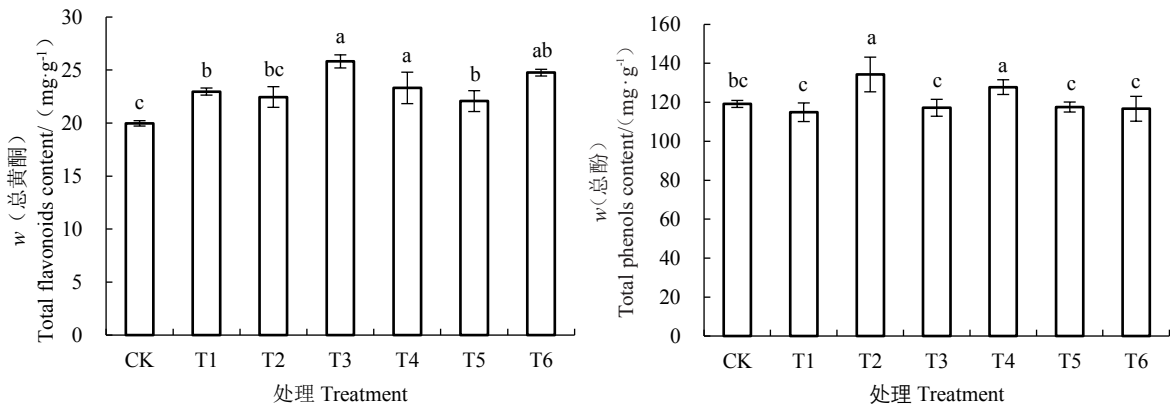 w（总黄酮）
Total flavonoids content/（mg·g⁻¹）
30
25
20
15
10
5
0
c
b
bc
a
a
b
ab
CK T1 T2 T3 T4 T5 T6
处理 Treatment
w（总酚）
Total phenols content/（mg·g⁻¹）
160
140
120
100
80
60
40
20
0
bc
c
a
c
a
c
c
CK T1 T2 T3 T4 T5 T6
处理 Treatment